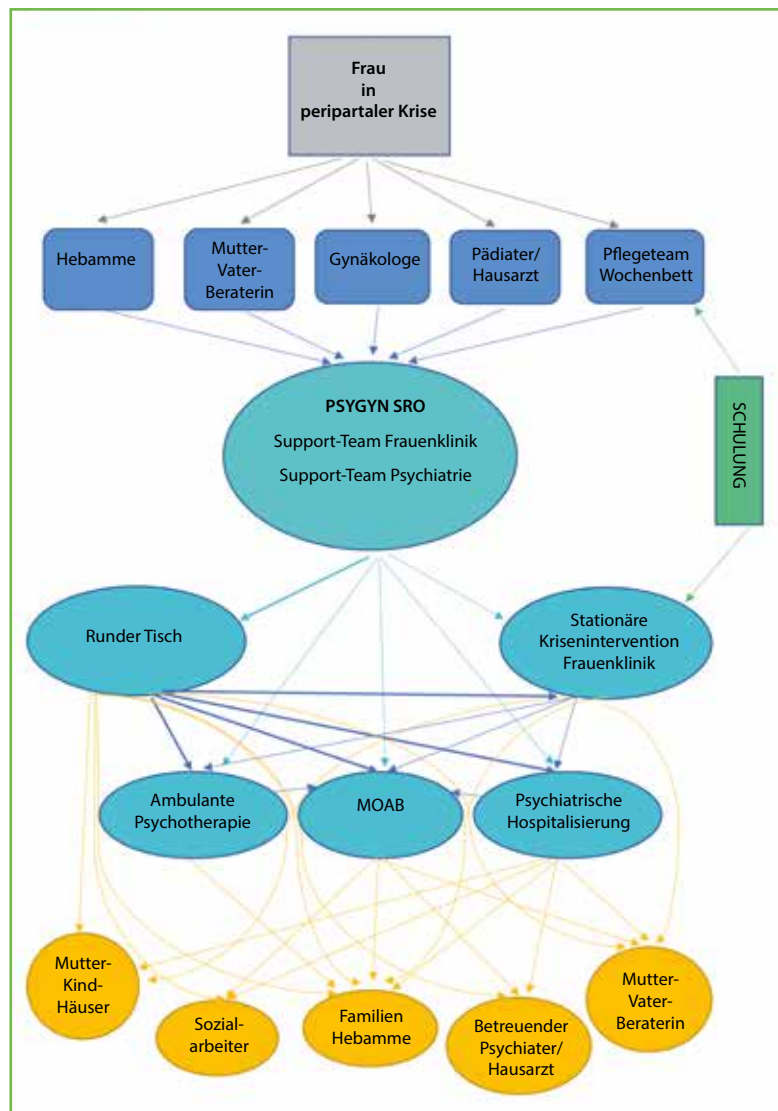 Frau
in
peripartaler Krise
Hebamme
Mutter-
Vater-
Beraterin
Gynäkologe
Pädiater/
Hausarzt
Pflegeteam
Wochenbett
PSYGYN SRO
Support-Team Frauenklinik
Support-Team Psychiatrie
SCHULUNG
Runder Tisch
Stationäre
Krisenintervention
Frauenklinik
Ambulante
Psychotherapie
MOAB
Psychiatrische
Hospitalisierung
Mutter-
Kind-
Häuser
Sozial-
arbeiter
Familien
Hebamme
Betreuender
Psychiater/
Hausarzt
Mutter-
Vater-
Beraterin